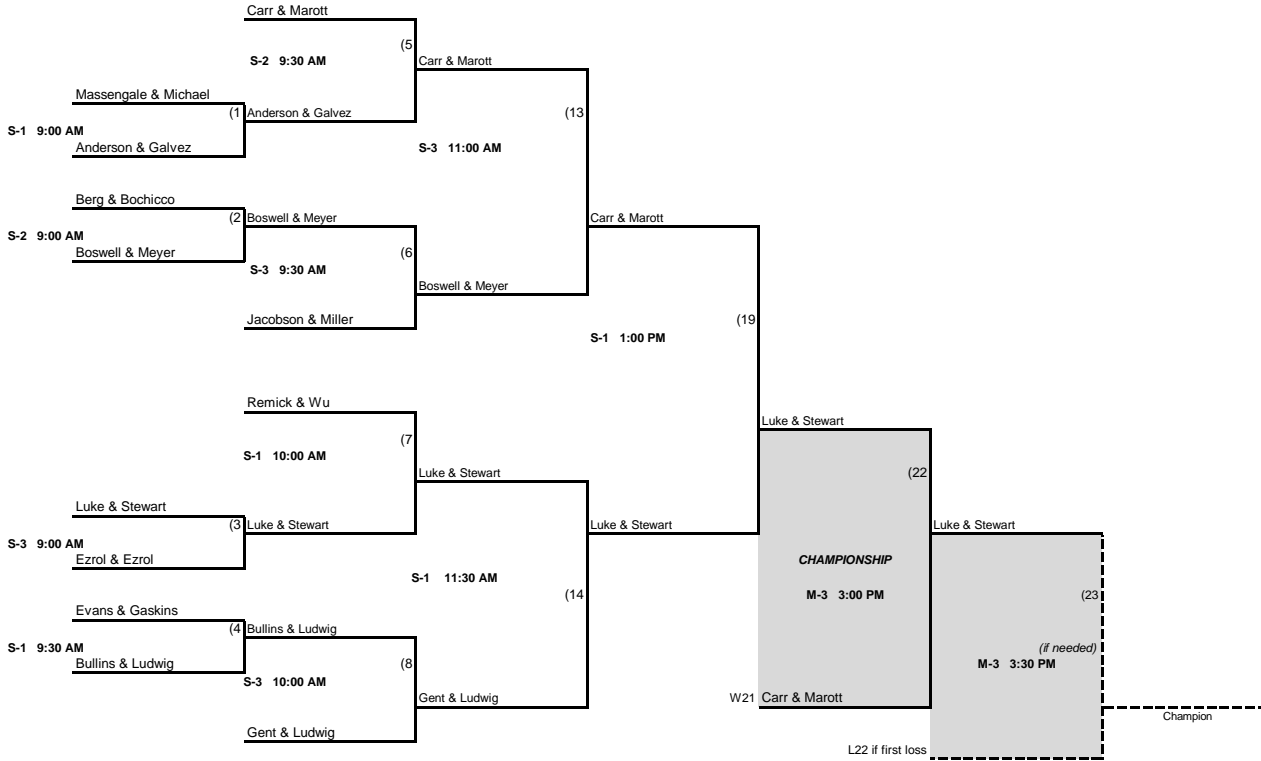 Carr & Marott
(5
S-2 9:30 AM
Carr & Marott
Massengale & Michael
(1 Anderson & Galvez
(13
S-1 9:00 AM
Anderson & Galvez
S-3 11:00 AM
Berg & Bochicco
(2 Boswell & Meyer
Carr & Marott
S-2 9:00 AM
Boswell & Meyer
(6
S-3 9:30 AM
Boswell & Meyer
Jacobson & Miller
(19
S-1 1:00 PM
Remick & Wu
Luke & Stewart
(7
S-1 10:00 AM
Luke & Stewart
(22
Luke & Stewart
(3 Luke & Stewart
Luke & Stewart
Luke & Stewart
S-3 9:00 AM
Ezrol & Ezrol
CHAMPIONSHIP
S-1 11:30 AM
(14
M-3 3:00 PM
(23
Evans & Gaskins
(4 Bullins & Ludwig
S-1 9:30 AM
(if needed)
Bullins & Ludwig
(8
M-3 3:30 PM
S-3 10:00 AM
Gent & Ludwig
W21 Carr & Marott
Champion
Gent & Ludwig
L22 if first loss